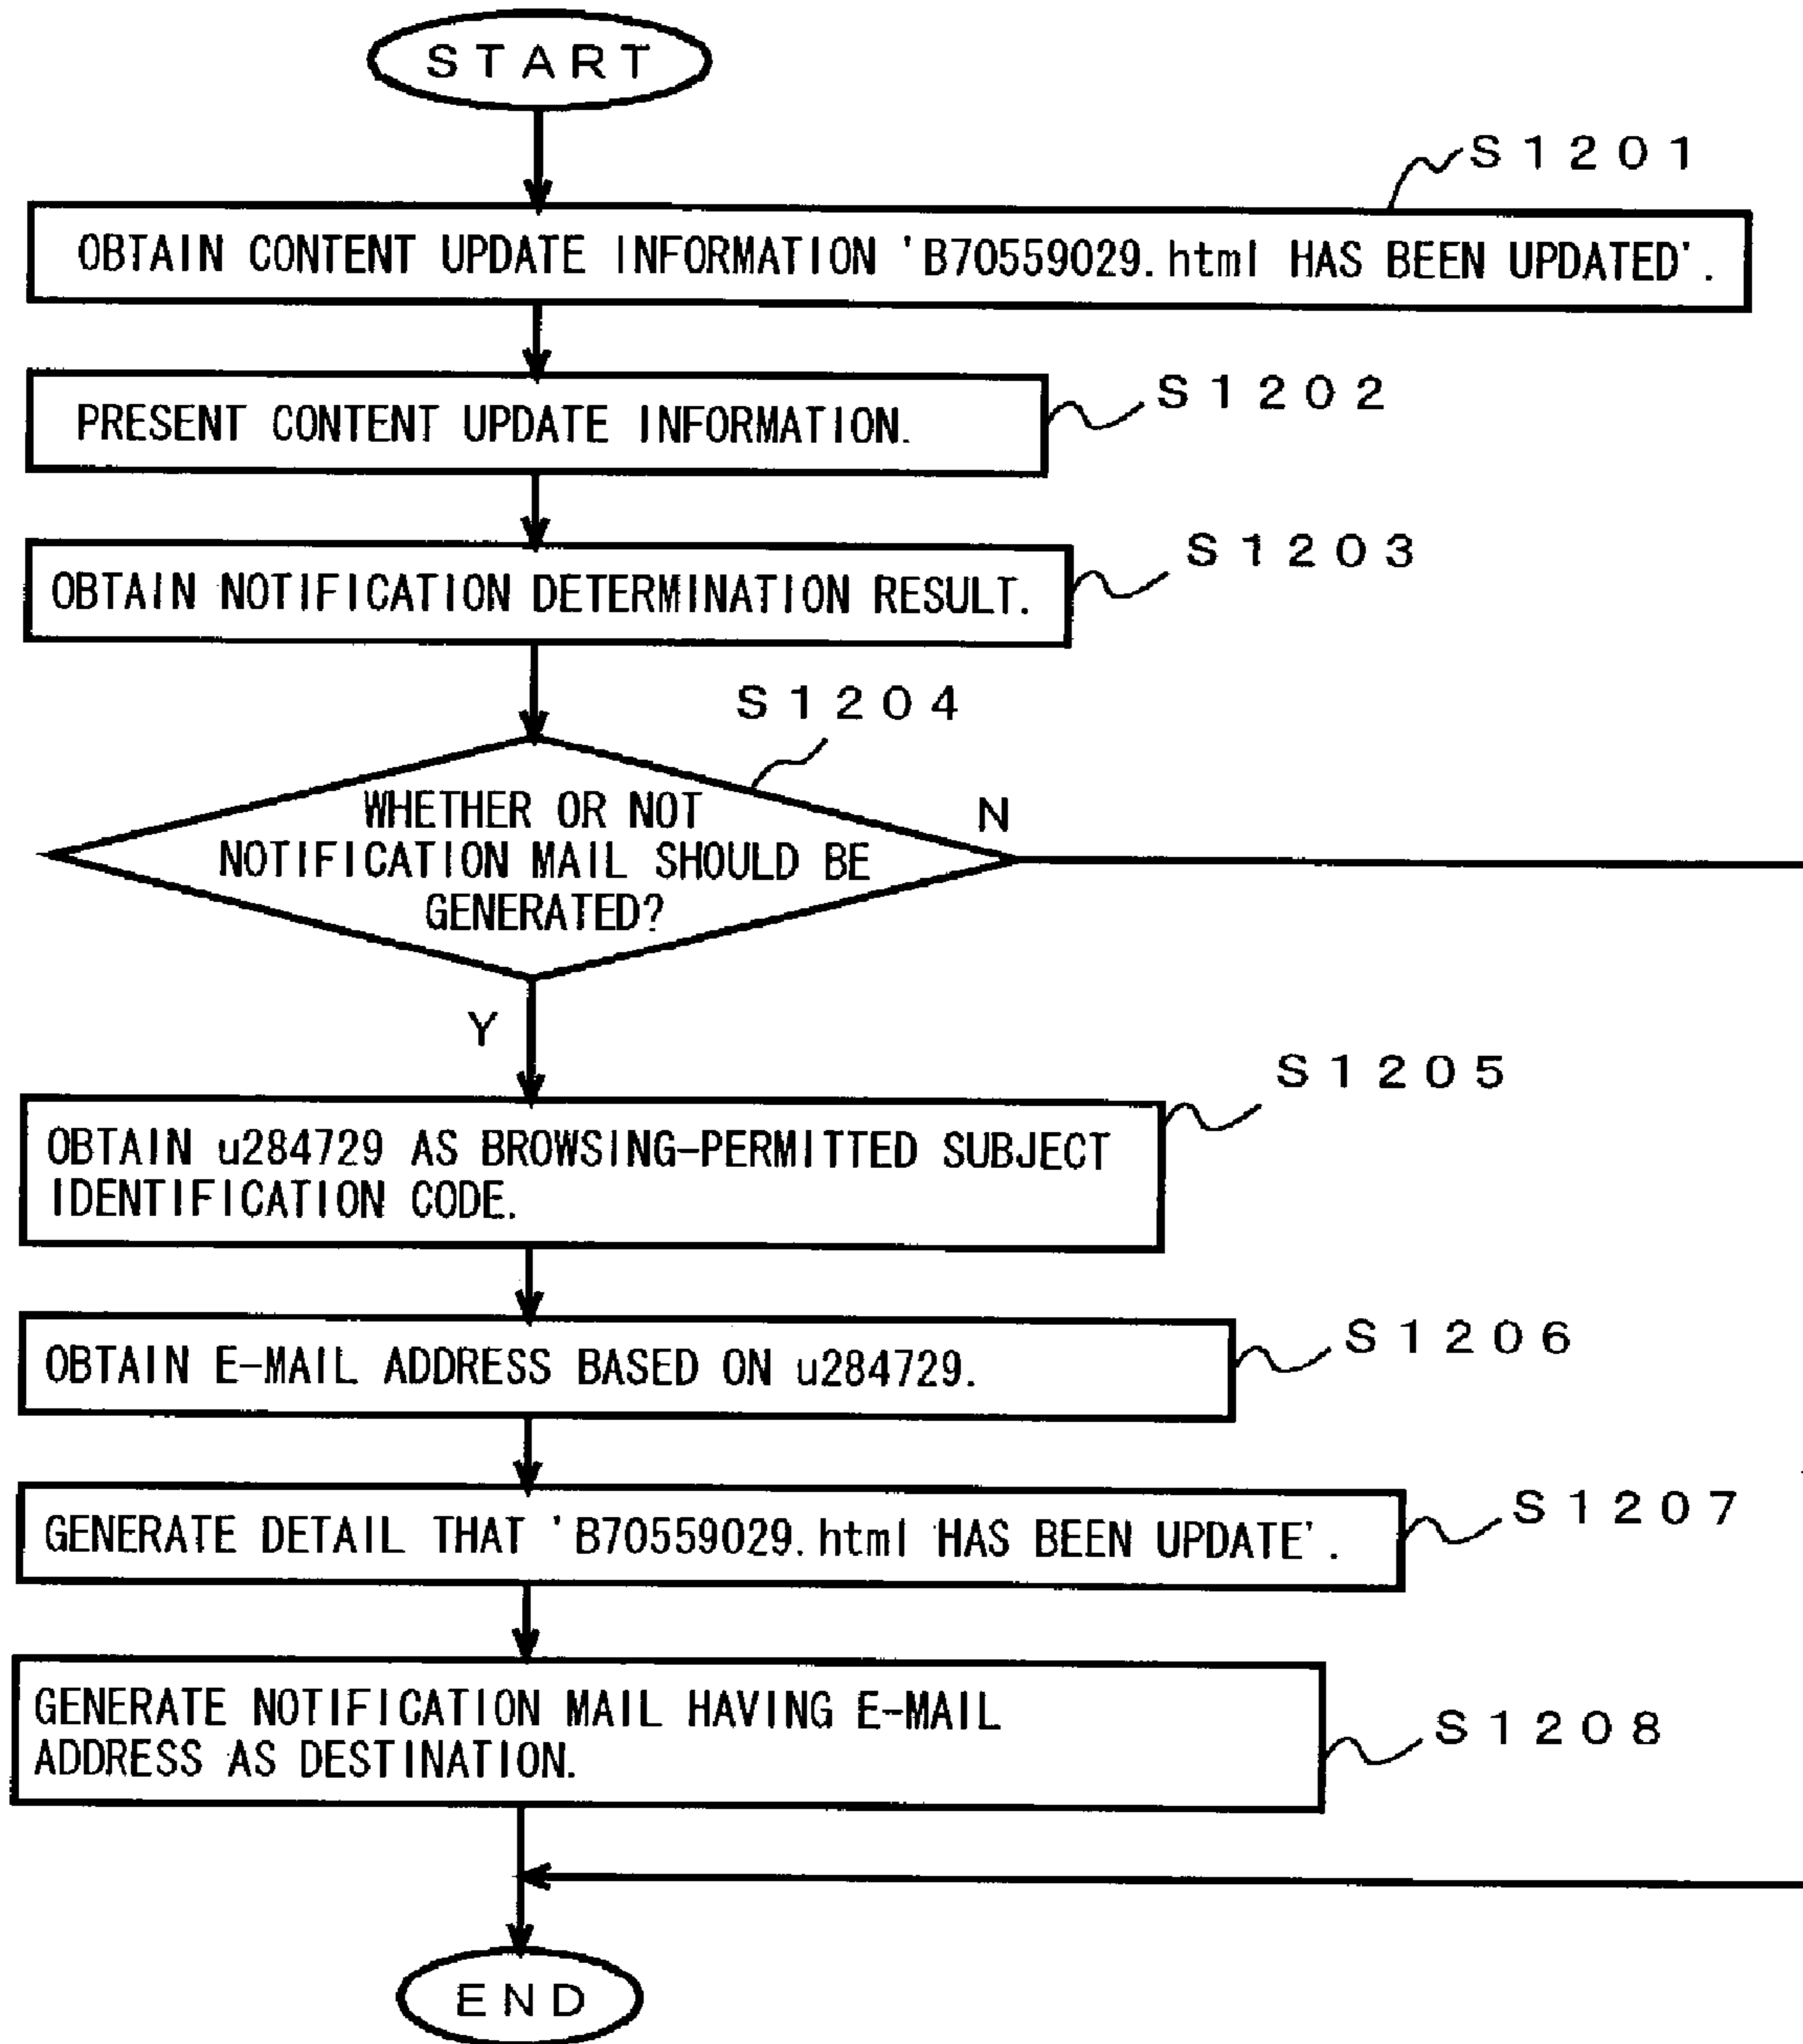 START
S1201
OBTAIN CONTENT UPDATE INFORMATION 'B70559029.html HAS BEEN UPDATED'.
S1202
PRESENT CONTENT UPDATE INFORMATION.
S1203
OBTAIN NOTIFICATION DETERMINATION RESULT.
S1204
WHETHER OR NOT
NOTIFICATION MAIL SHOULD BE
GENERATED?
N
Y
S1205
OBTAIN u284729 AS BROWSING-PERMITTED SUBJECT
IDENTIFICATION CODE.
S1206
OBTAIN E-MAIL ADDRESS BASED ON u284729.
S1207
GENERATE DETAIL THAT 'B70559029.html HAS BEEN UPDATE'.
GENERATE NOTIFICATION MAIL HAVING E-MAIL
ADDRESS AS DESTINATION.
S1208
END